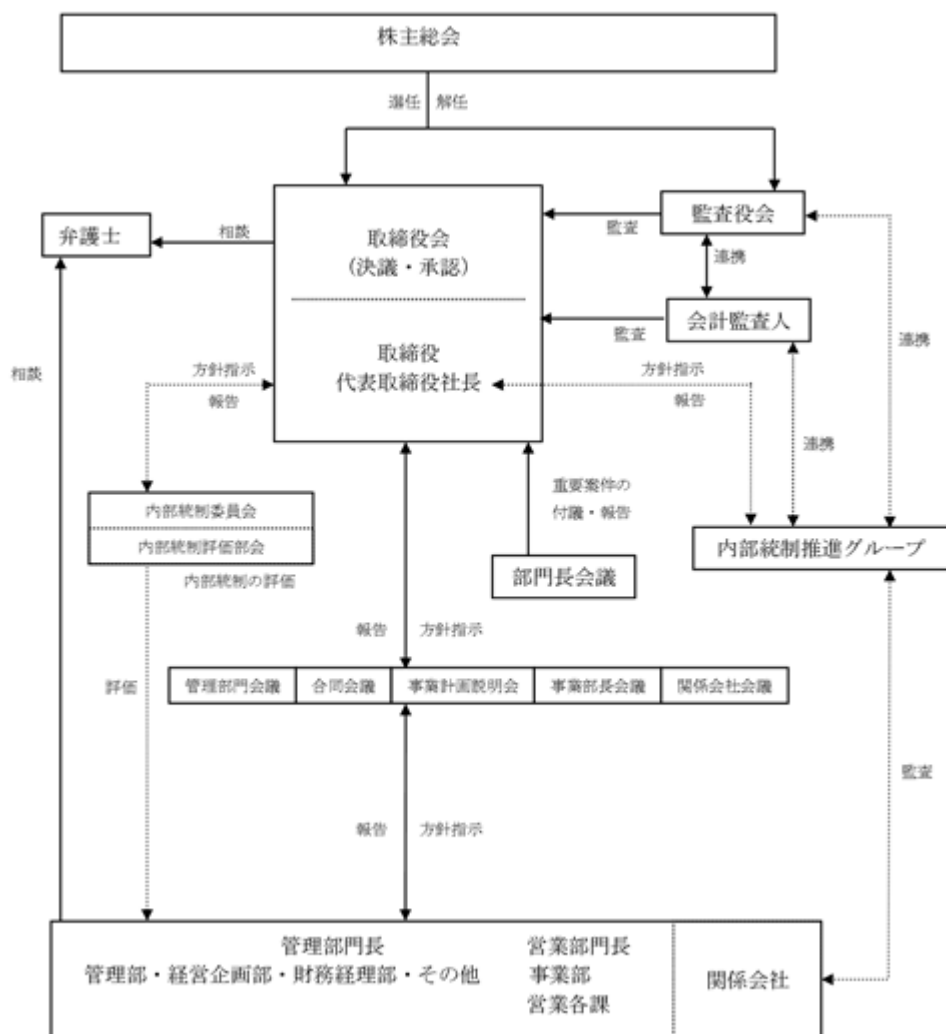 株主総会
選任 解任
弁護士
相談
取締役会
(決議・承認)
監査
監査役会
連携
監査
会計監査人
連携
相談
方針指示
報告
取締役
代表取締役社長
方針指示
報告
連携
内部統制委員会
内部統制評価部会
内部統制の評価
重要案件の
付議・報告
部門長会議
内部統制推進グループ
報告 方針指示
評価
管理部門会議 合同会議 事業計画説明会 事業部長会議 関係会社会議
監査
報告 方針指示
管理部門長
管理部・経営企画部・財務経理部・その他
営業部門長
事業部
営業各課
関係会社